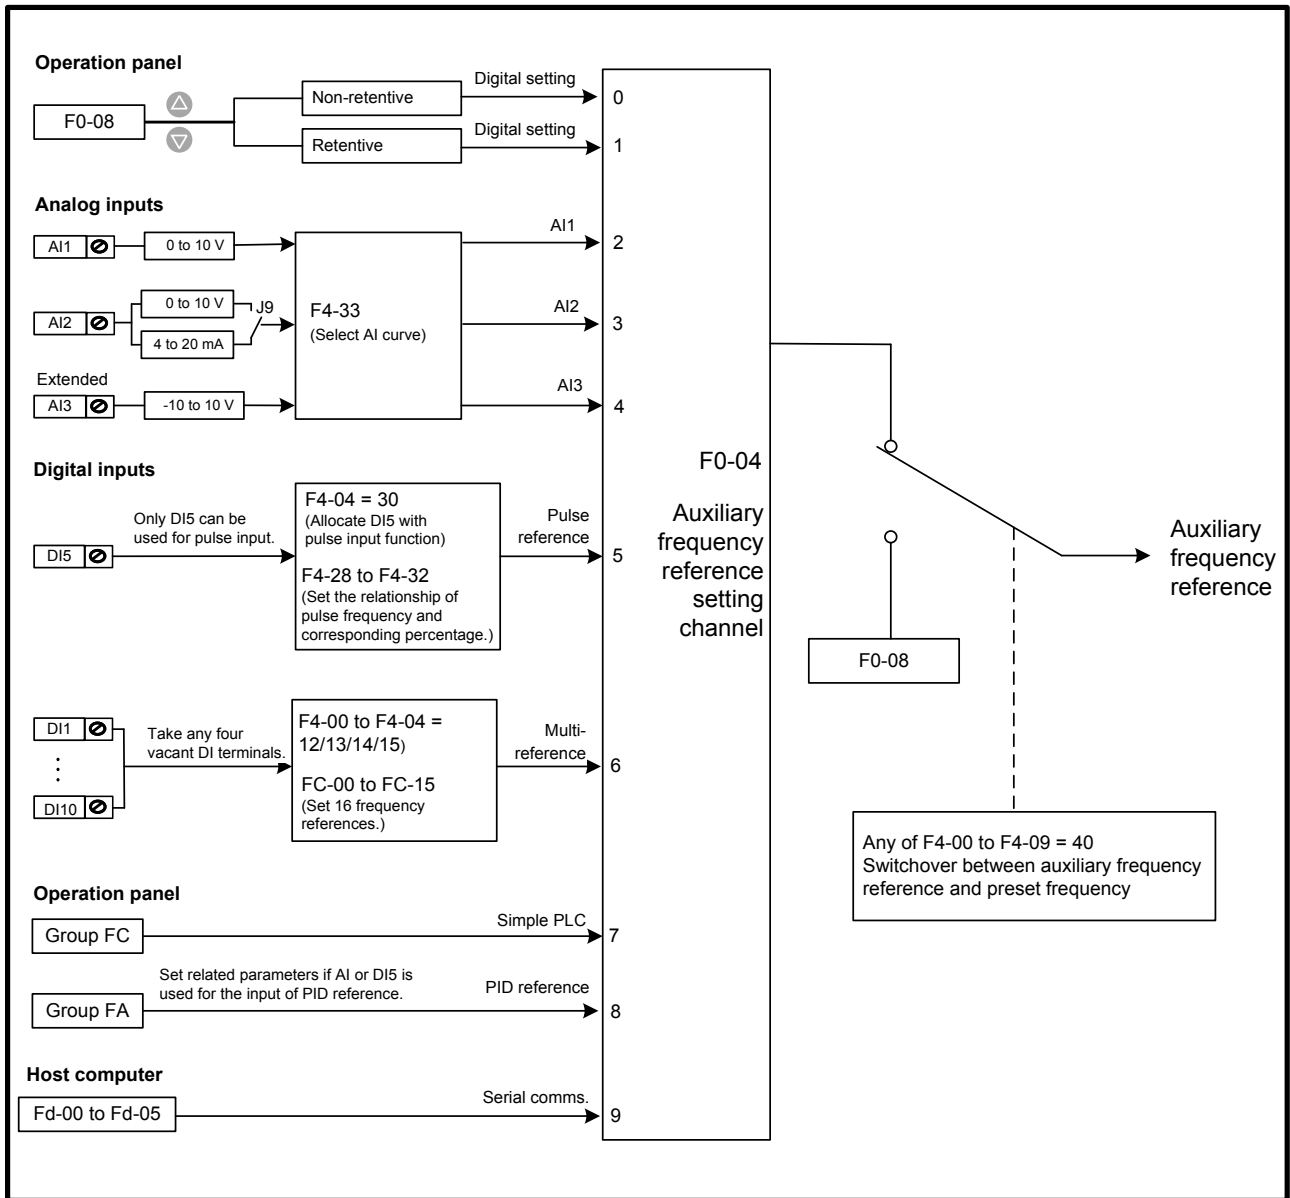 Operation panel
F0-08
Non-retentive
Digital setting
0
Retentive
Digital setting
1
Analog inputs
AI1
0 to 10 V
AI1
2
AI2
0 to 10 V
4 to 20 mA
J9
F4-33
(Select AI curve)
AI2
3
Extended
AI3
-10 to 10 V
AI3
4
Digital inputs
DI5
Only DI5 can be
used for pulse input.
F4-04 = 30
(Allocate DI5 with
pulse input function)
F4-28 to F4-32
(Set the relationship of
pulse frequency and
corresponding percentage.)
Pulse
reference
5
DI1
DI10
Take any four
vacant DI terminals.
F4-00 to F4-04 =
12/13/14/15)
FC-00 to FC-15
(Set 16 frequency
references.)
Multi-
reference
6
Operation panel
Group FC
Simple PLC
7
Group FA
Set related parameters if AI or DI5 is
used for the input of PID reference.
PID reference
8
Host computer
Fd-00 to Fd-05
Serial comms.
9
F0-04
Auxiliary
frequency
reference
setting
channel
F0-08
Auxiliary
frequency
reference
Any of F4-00 to F4-09 = 40
Switchover between auxiliary frequency
reference and preset frequency